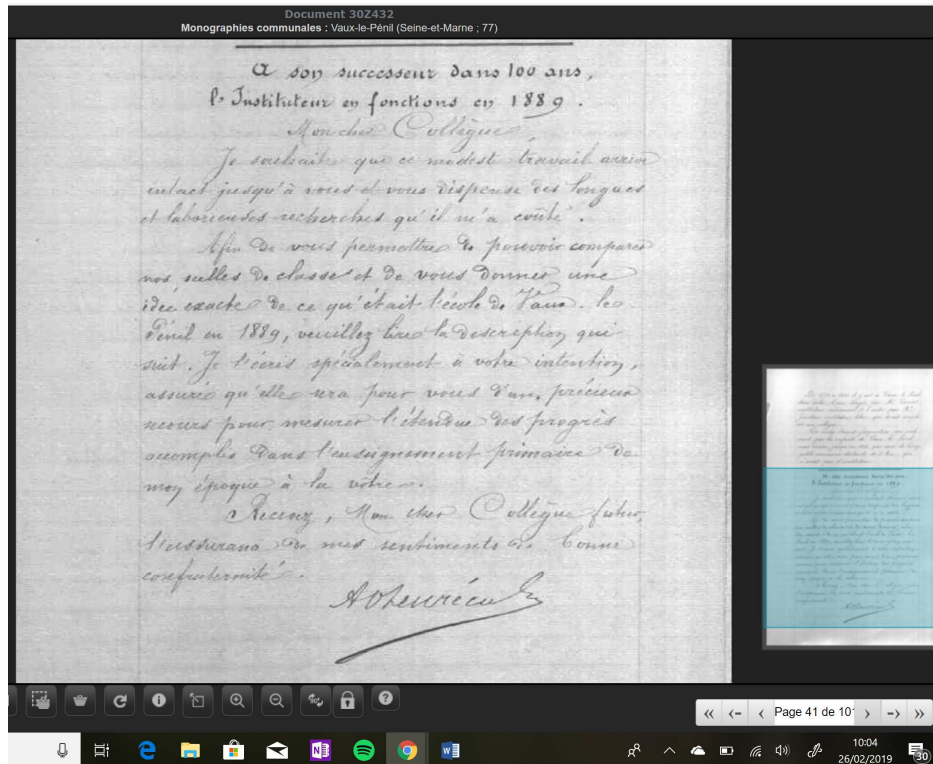 Document 30Z432
Monographies communales : Vaux-le-Pénil (Seine-et-Marne ; 77)
A son successeur dans 100 ans,
l'Instituteur en fonctions en 1889.
Mon cher Collègue,
Je souhaite que ce modeste travail arrive
intact jusqu'à vous et vous dispense des longues
et laborieuses recherches qu'il m'a coûté.
Afin de vous permettre de pouvoir comparer
nos salles de classe et de vous donner une
idée exacte de ce qu'était l'école de Vaux-le-
Pénil en 1889, veuillez lire la description qui
suit. Je l'écris spécialement à votre intention,
assuré qu'elle sera pour vous d'un précieux
secours pour mesurer l'étendue des progrès
accomplis dans l'enseignement primaire de
mon époque à la vôtre.
Recevez, Mon cher Collègue futur,
l'assurance de mes sentiments de bonne
confraternité.
Page 41 de 101
10:04
26/02/2019
30